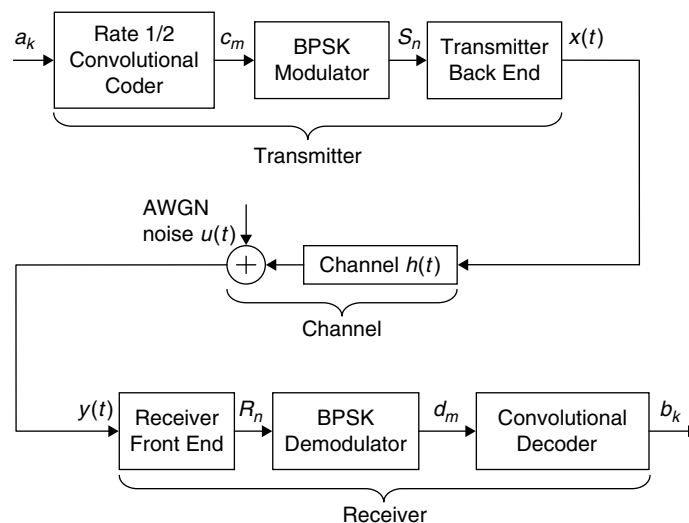 a_k
Rate 1/2
Convolutional
Coder
c_m
BPSK
Modulator
S_n
Transmitter
Back End
x(t)
Transmitter
AWGN
noise u(t)
+
Channel h(t)
Channel
y(t)
Receiver
Front End
R_n
BPSK
Demodulator
d_m
Convolutional
Decoder
b_k
Receiver